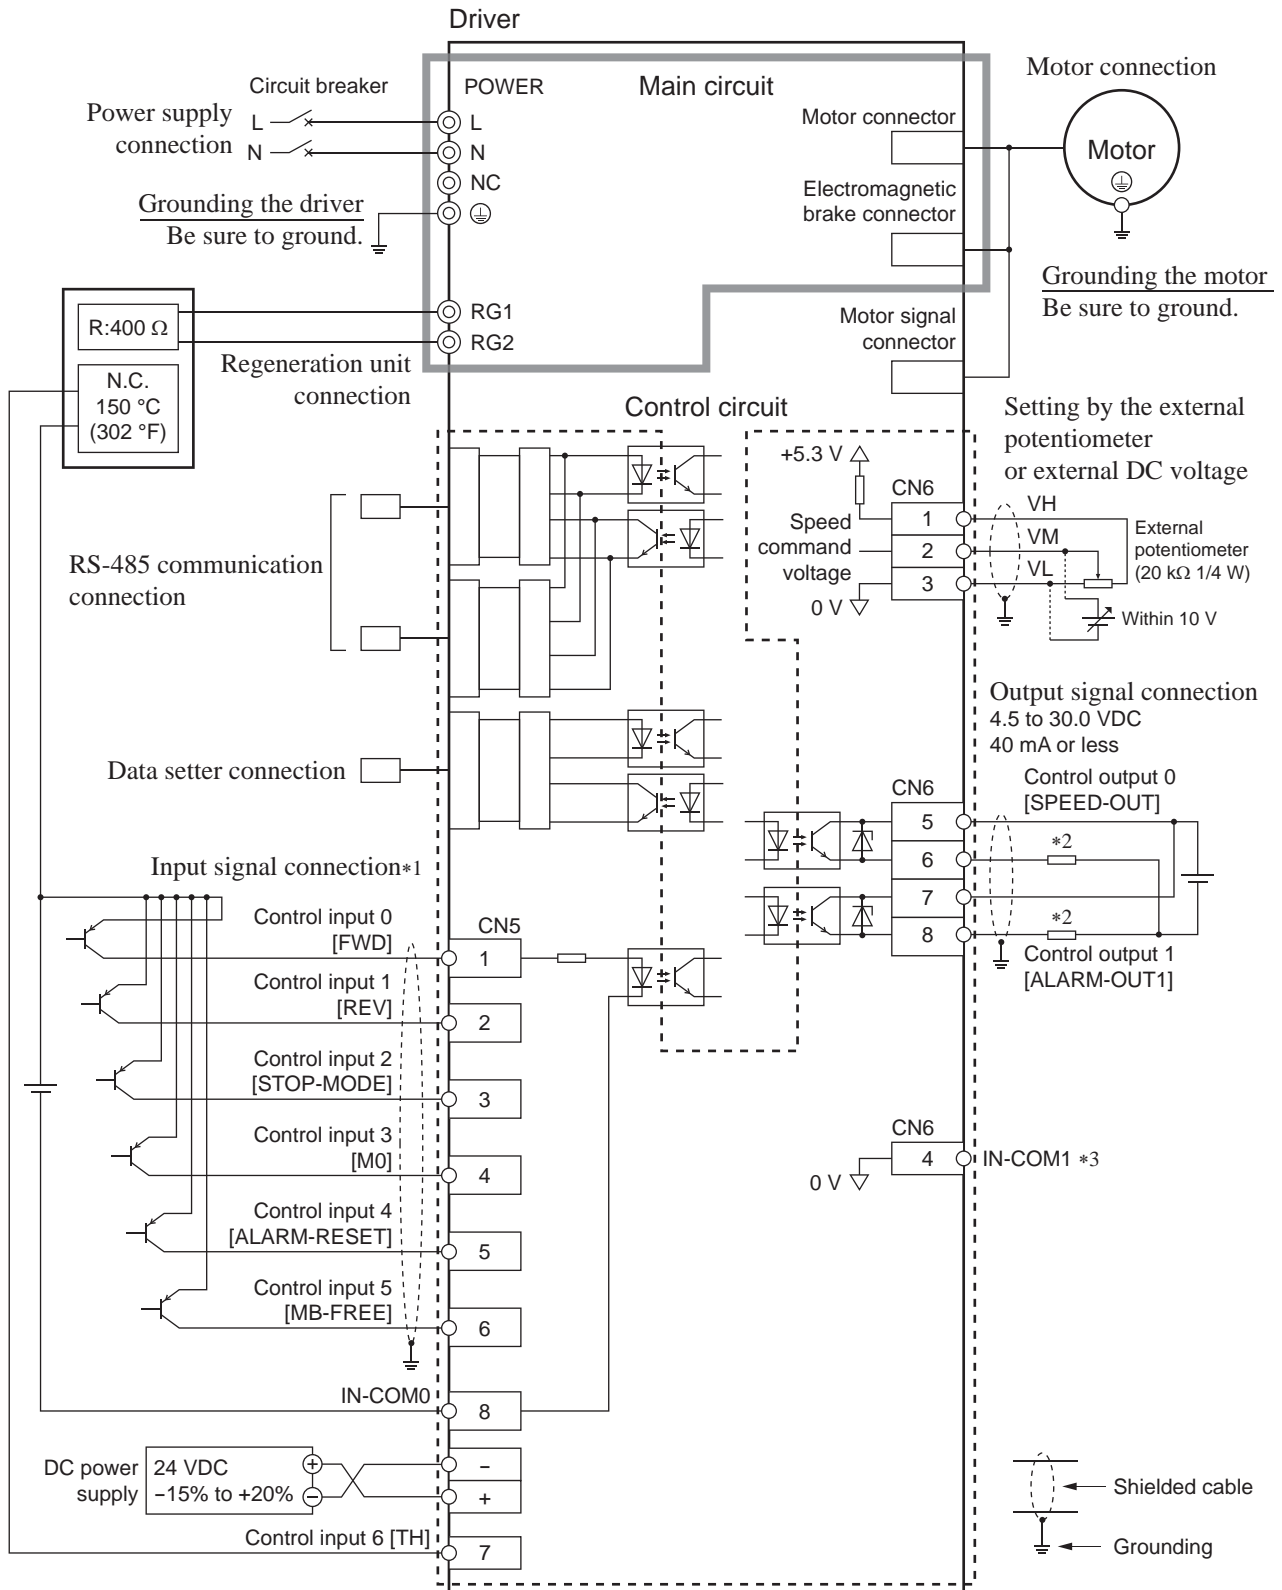 Driver
Circuit breaker
POWER
Main circuit
Motor connection
Power supply
connection
L
N
L
N
NC
Motor connector
Motor
Electromagnetic
brake connector
Grounding the driver
Be sure to ground.
Grounding the motor
Be sure to ground.
R:400 Ω
RG1
RG2
Motor signal
connector
Regeneration unit
connection
N.C.
150 °C
(302 °F)
Control circuit
Setting by the external
potentiometer
or external DC voltage
+5.3 V
CN6
Speed
command
voltage
0 V
1
2
3
VH
VM
VL
External
potentiometer
(20 kΩ 1/4 W)
Within 10 V
RS-485 communication
connection
Output signal connection
4.5 to 30.0 VDC
40 mA or less
Data setter connection
Control output 0
[SPEED-OUT]
CN6
5
6
7
8
*2
*2
Control output 1
[ALARM-OUT1]
Input signal connection*1
CN5
Control input 0
[FWD]
1
Control input 1
[REV]
2
Control input 2
[STOP-MODE]
3
Control input 3
[M0]
4
Control input 4
[ALARM-RESET]
5
Control input 5
[MB-FREE]
6
CN6
4
IN-COM1 *3
0 V
IN-COM0
8
DC power
supply
24 VDC
−15% to +20%
+
−
−
+
Control input 6 [TH]
7
Shielded cable
Grounding